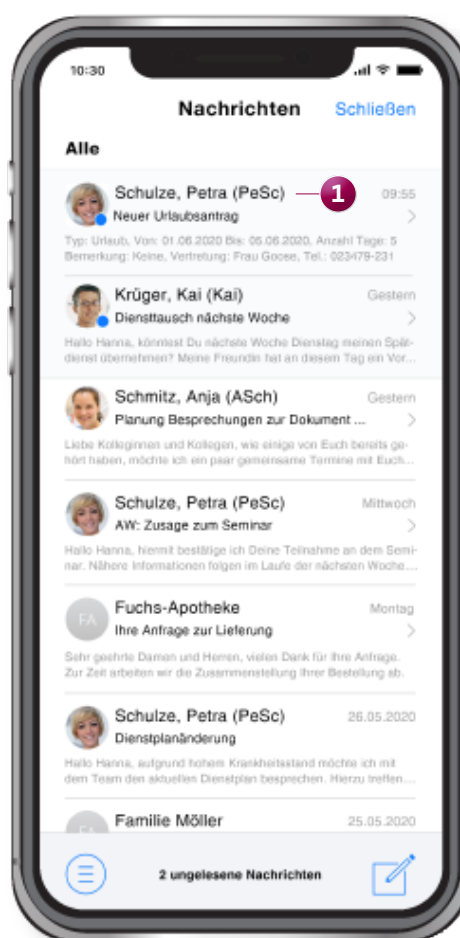 10:30
Nachrichten Schließen
Alle
Schulze, Petra (PeSc) 1 09:55
Neuer Urlaubsantrag
Typ: Urlaub, Von: 01.06.2020 Bis: 05.06.2020, Anzahl Tage: 5
Bemerkung: Keine, Vertretung: Frau Goose, Tel.: 023479-231
Krüger, Kai (Kai) Gestern
Diensttausch nächste Woche
Hallo Hanna, könntest Du nächste Woche Dienstag meinen Spät-
dienst übernehmen? Meine Freundin hat an diesem Tag ein Vor...
Schmitz, Anja (ASch) Gestern
Planung Besprechungen zur Dokument ...
Liebe Kolleginnen und Kollegen, wie einige von Euch bereits ge-
hört haben, möchte ich ein paar gemeinsame Termine mit Euch...
Schulze, Petra (PeSc) Mittwoch
AW: Zusage zum Seminar
Hallo Hanna, hiermit bestätige ich Deine Teilnahme an dem Semi-
nar. Nähere Informationen folgen im Laufe der nächsten Woche....
FA Fuchs-Apotheke Montag
Ihre Anfrage zur Lieferung
Sehr geehrte Damen und Herren, vielen Dank für Ihre Anfrage.
Zur Zeit arbeiten wir die Zusammenstellung Ihrer Bestellung ab.
Schulze, Petra (PeSc) 26.05.2020
Dienstplanänderung
Hallo Hanna, aufgrund hohem Krankheitsstand möchte ich mit
dem Team den aktuellen Dienstplan besprechen. Hierzu treffen....
Familie Möller 25.05.2020
2 ungelesene Nachrichten